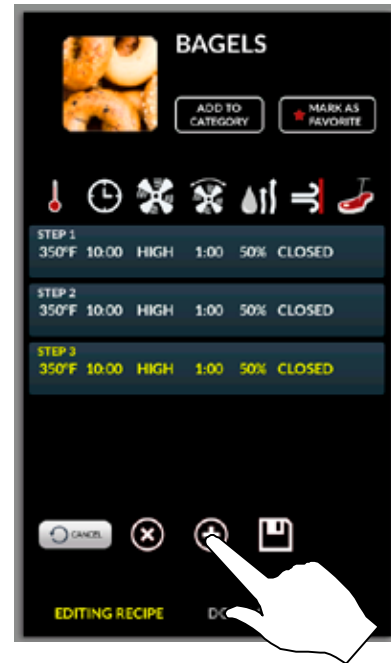 BAGELS
ADD TO
CATEGORY
MARK AS
FAVORITE
STEP 1
350°F 10:00 HIGH 1:00 50% CLOSED
STEP 2
350°F 10:00 HIGH 1:00 50% CLOSED
STEP 3
350°F 10:00 HIGH 1:00 50% CLOSED
CANCEL
EDITING RECIPE